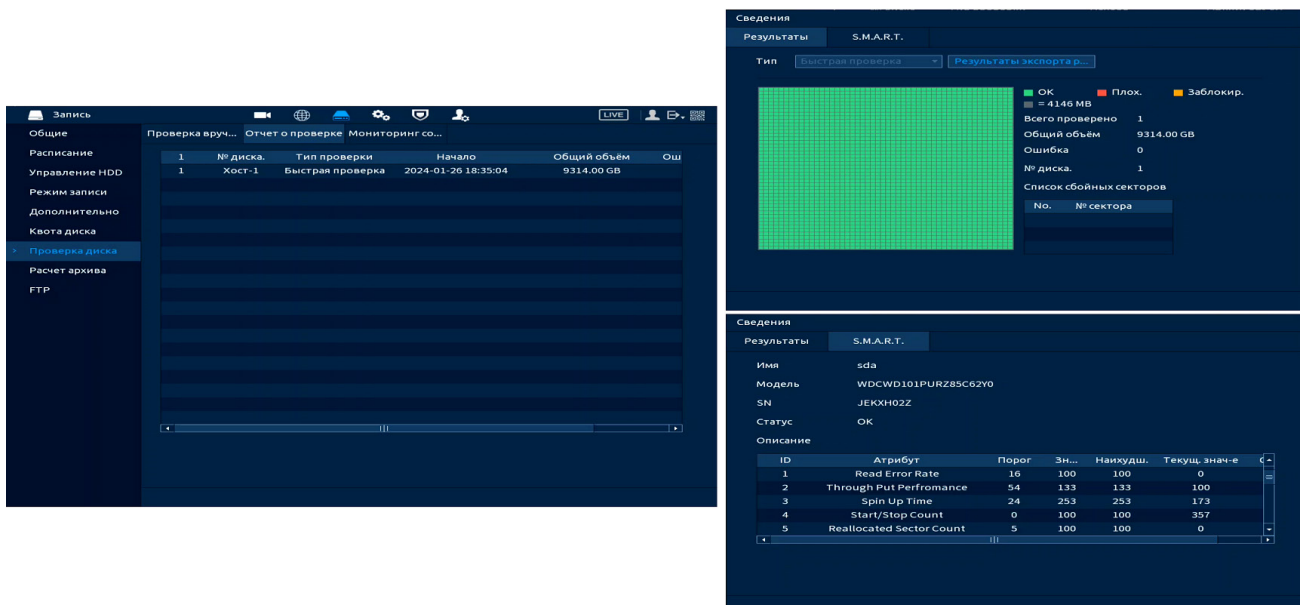 Запись
LIVE
Общие
Расписание
Управление HDD
Режим записи
Дополнительно
Квота диска
Проверка диска
Расчет архива
FTP
Проверка вруч... Отчет о проверке Мониторинг со...
1 № диска. Тип проверки Начало Общий объём Ош
1 Хост-1 Быстрая проверка 2024-01-26 18:35:04 9314.00 GB
Сведения
Результаты S.M.A.R.T.
Тип Быстрая проверка Результаты экспорта р...
OK Плох. Заблокир.
= 4146 MB
Всего проверено 1
Общий объём 9314.00 GB
Ошибка 0
№ диска. 1
Список сбойных секторов
No. № сектора
Сведения
Результаты S.M.A.R.T.
Имя sda
Модель WDCWD101PURZ85C62Y0
SN JEKXH02Z
Статус OK
Описание
ID Атрибут Порог Зн... Наихудш. Текущ. знач-е
1 Read Error Rate 16 100 100 0
2 Through Put Perfromance 54 133 133 100
3 Spin Up Time 24 253 253 173
4 Start/Stop Count 0 100 100 357
5 Reallocated Sector Count 5 100 100 0